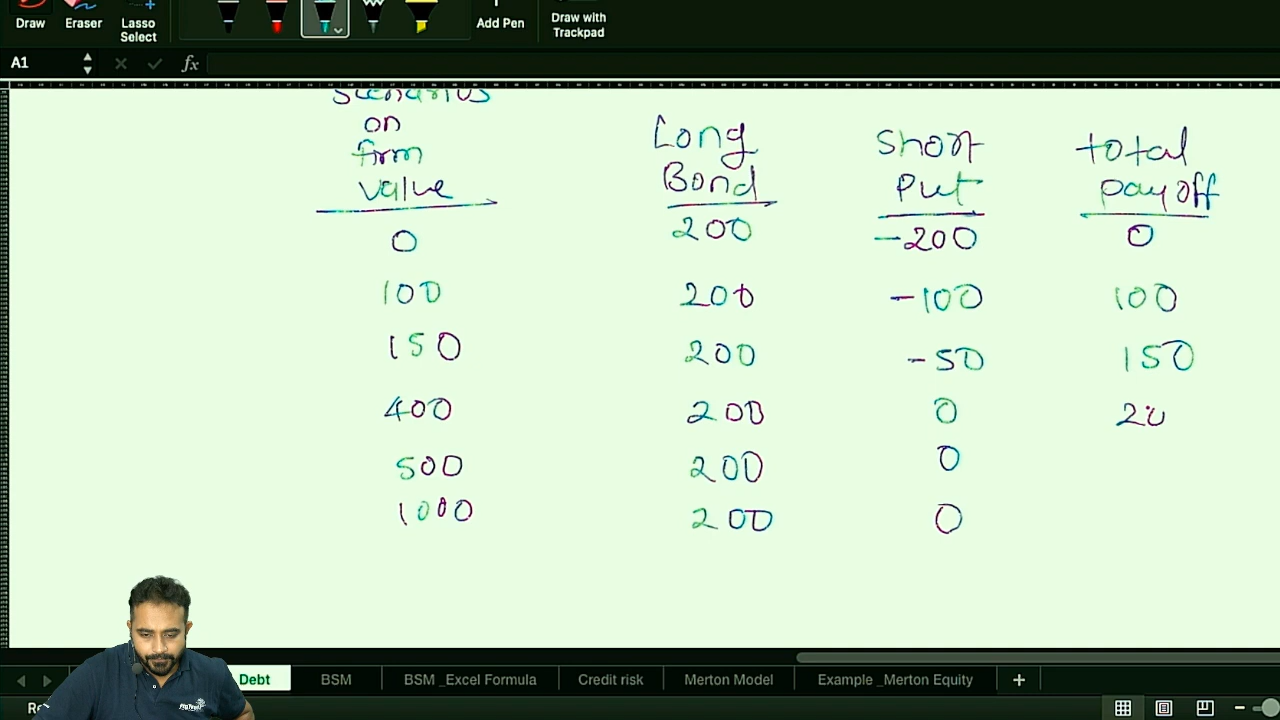 Draw
Eraser
Lasso
Select
Add Pen
Draw with
Trackpad
A1
fx
scenarios
on
firm
value
Long
Bond
Short
Put
total
payoff
0 200 -200 0
100 200 -100 100
150 200 -50 150
400 200 0 20
500 200 0
1000 200 0
Debt
BSM
BSM _Excel Formula
Credit risk
Merton Model
Example _Merton Equity
Re